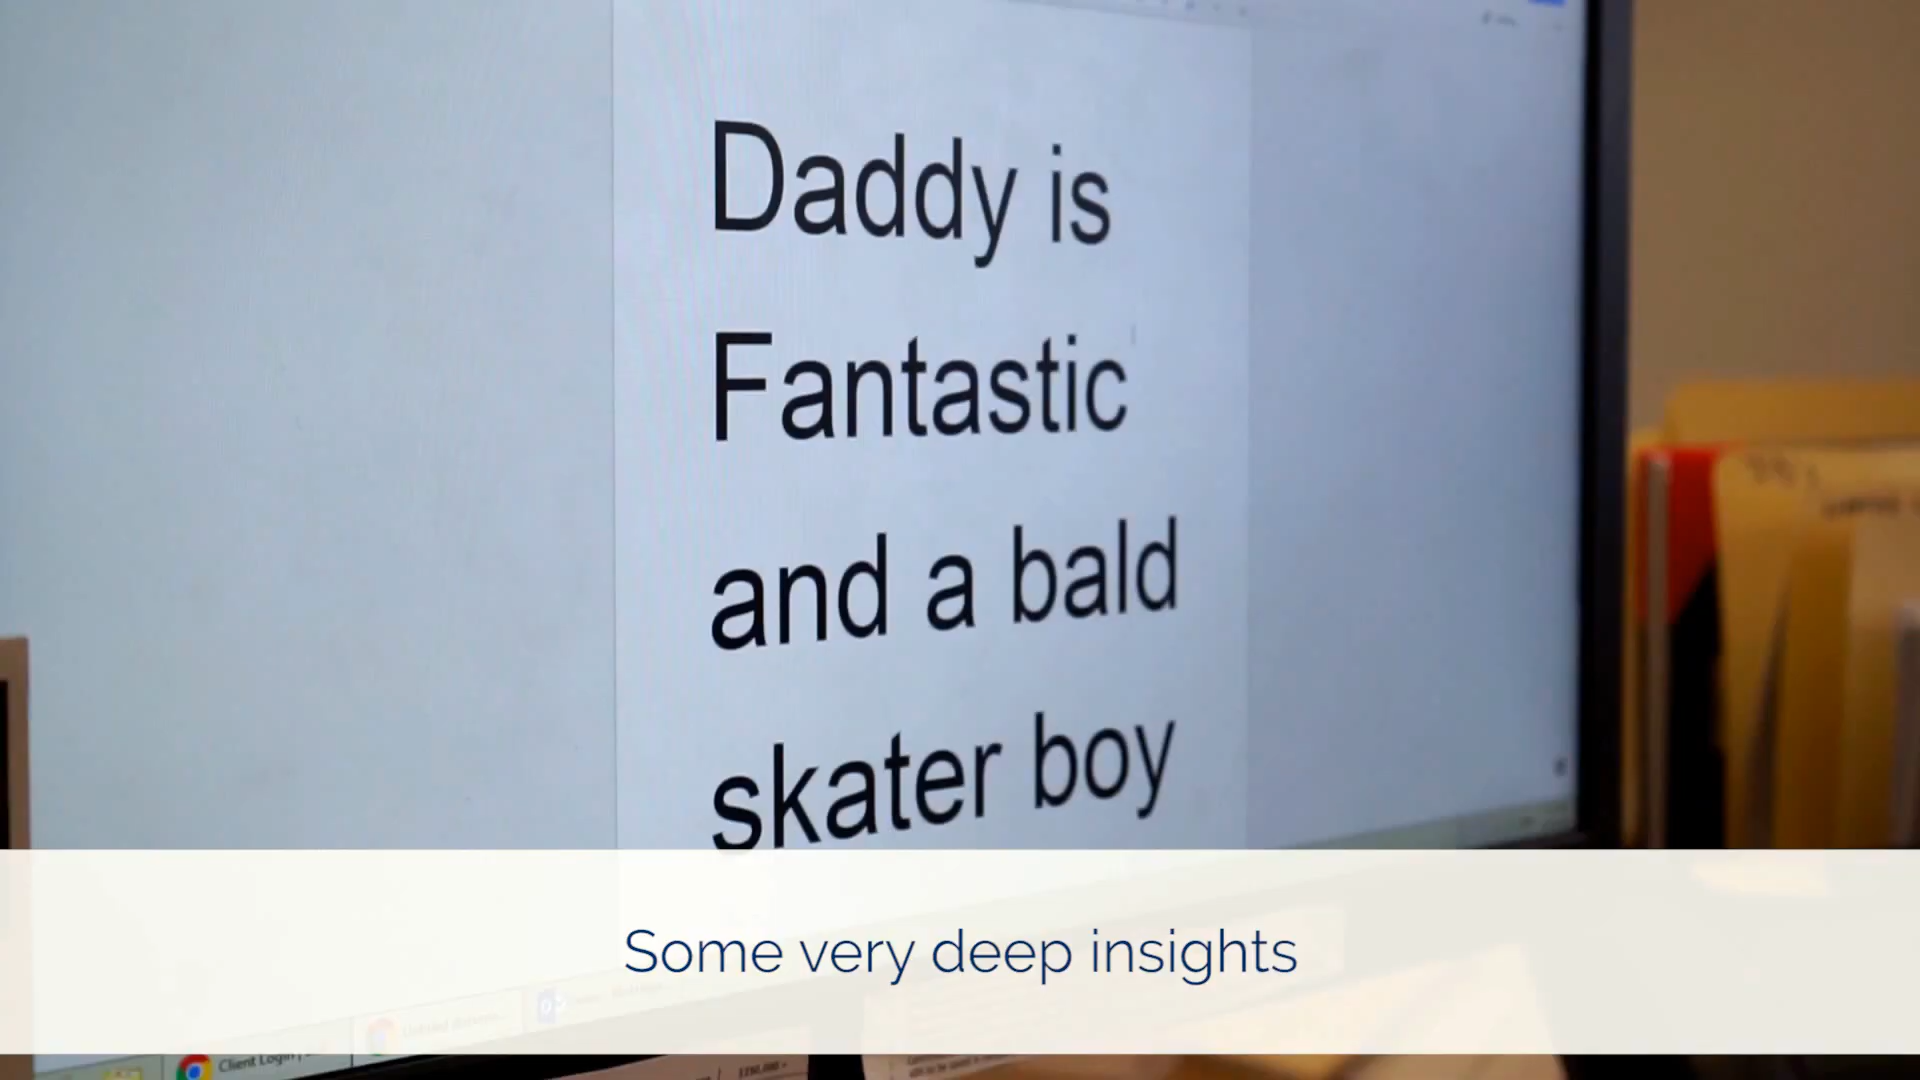 Daddy is
Fantastic
and a bald
skater boy
Some very deep insights
Client Login